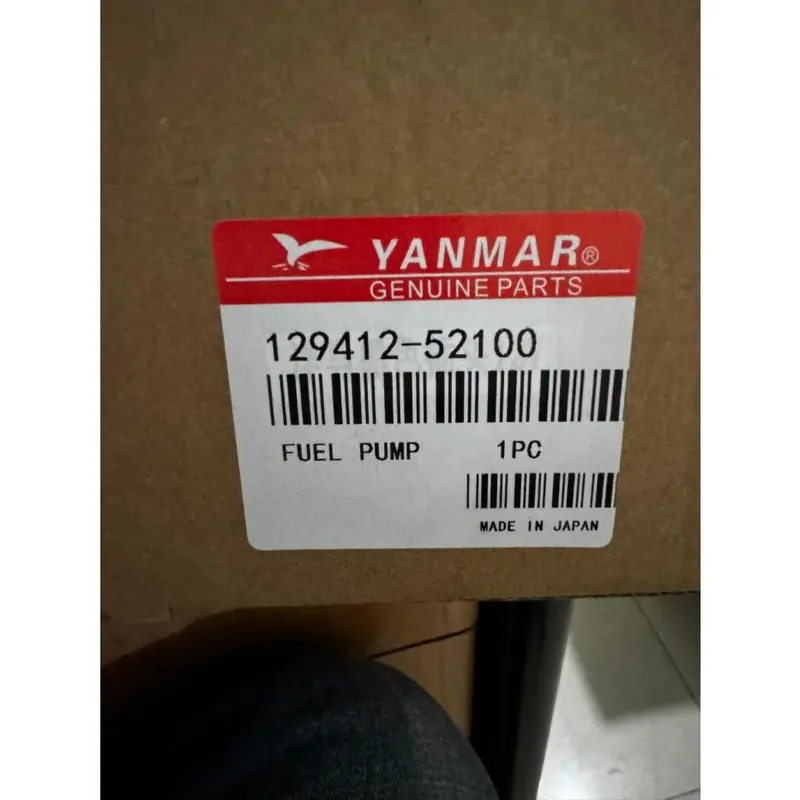 YANMAR®
GENUINE PARTS
129412-52100
FUEL PUMP 1PC
MADE IN JAPAN